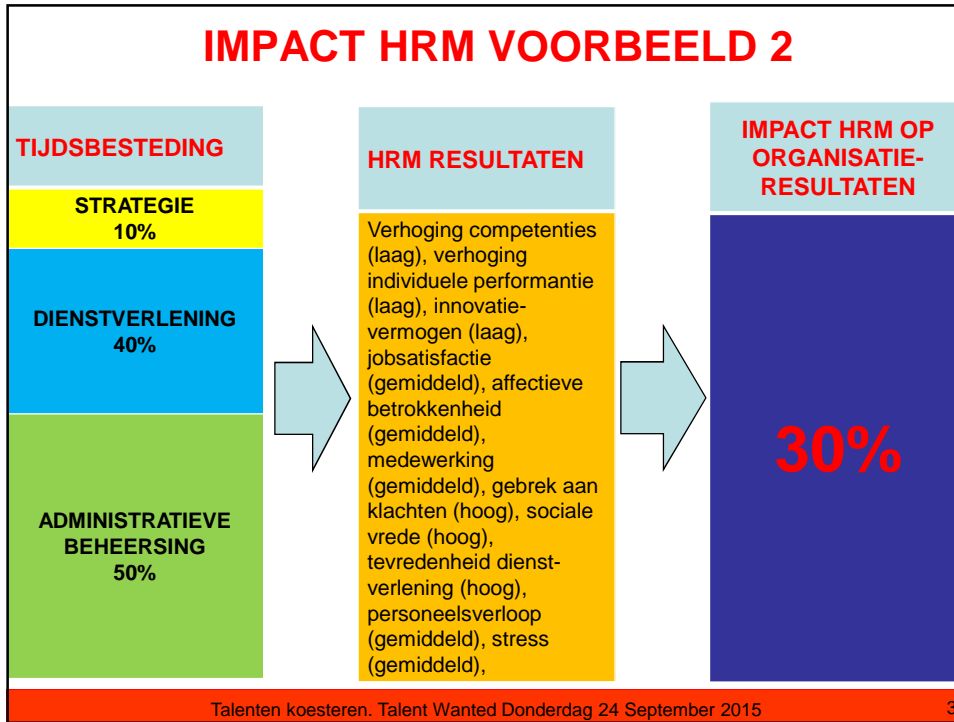 IMPACT HRM VOORBEELD 2
TIJDSBESTEDING
STRATEGIE
10%
DIENSTVERLENING
40%
ADMINISTRATIEVE
BEHEERSING
50%
HRM RESULTATEN
Verhoging competenties
(laag), verhoging
individuele performantie
(laag), innovatie-
vermogen (laag),
jobsatisfactie
(gemiddeld), affectieve
betrokkenheid
(gemiddeld),
medewerking
(gemiddeld), gebrek aan
klachten (hoog), sociale
vrede (hoog),
tevredenheid dienst-
verlening (hoog),
personeelsverloop
(gemiddeld), stress
(gemiddeld),
IMPACT HRM OP
ORGANISATIE-
RESULTATEN
30%
Talenten koesteren. Talent Wanted Donderdag 24 September 2015